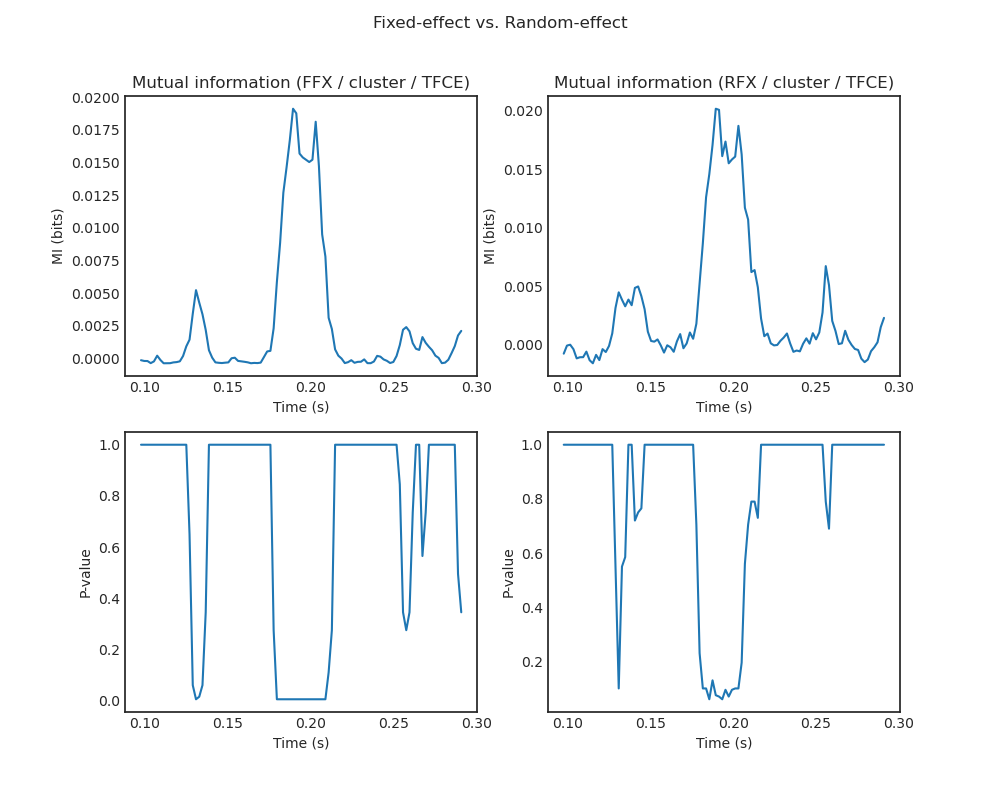 Fixed-effect vs. Random-effect
Mutual information (FFX / cluster / TFCE)
MI (bits)
0.0200
0.0175
0.0150
0.0125
0.0100
0.0075
0.0050
0.0025
0.0000
0.10 0.15 0.20 0.25 0.30
Time (s)
Mutual information (RFX / cluster / TFCE)
MI (bits)
0.020
0.015
0.010
0.005
0.000
0.10 0.15 0.20 0.25 0.30
Time (s)
P-value
1.0
0.8
0.6
0.4
0.2
0.0
0.10 0.15 0.20 0.25 0.30
Time (s)
P-value
1.0
0.8
0.6
0.4
0.2
0.10 0.15 0.20 0.25 0.30
Time (s)